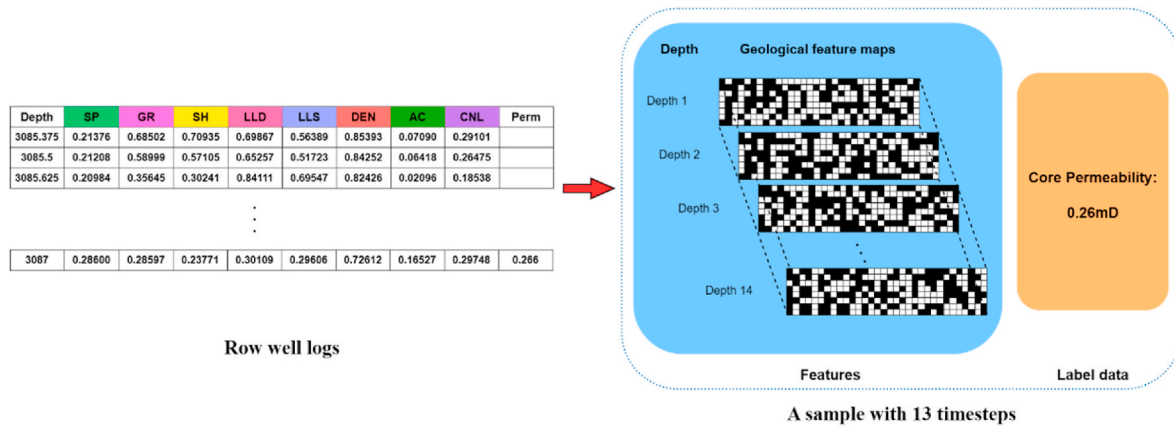 Depth SP GR SH LLD LLS DEN AC CNL Perm
3085.375 0.21376 0.68502 0.70935 0.69867 0.56389 0.85393 0.07090 0.29101
3085.5 0.21208 0.58999 0.57105 0.65257 0.51723 0.84252 0.06418 0.26475
3085.625 0.20984 0.35645 0.30241 0.84111 0.69547 0.82426 0.02096 0.18538
3087 0.28600 0.28597 0.23771 0.30109 0.29606 0.72612 0.16527 0.29748 0.266
Row well logs
Depth Geological feature maps
Depth 1
Depth 2
Depth 3
Depth 14
Features
Core Permeability:
0.26mD
Label data
A sample with 13 timesteps